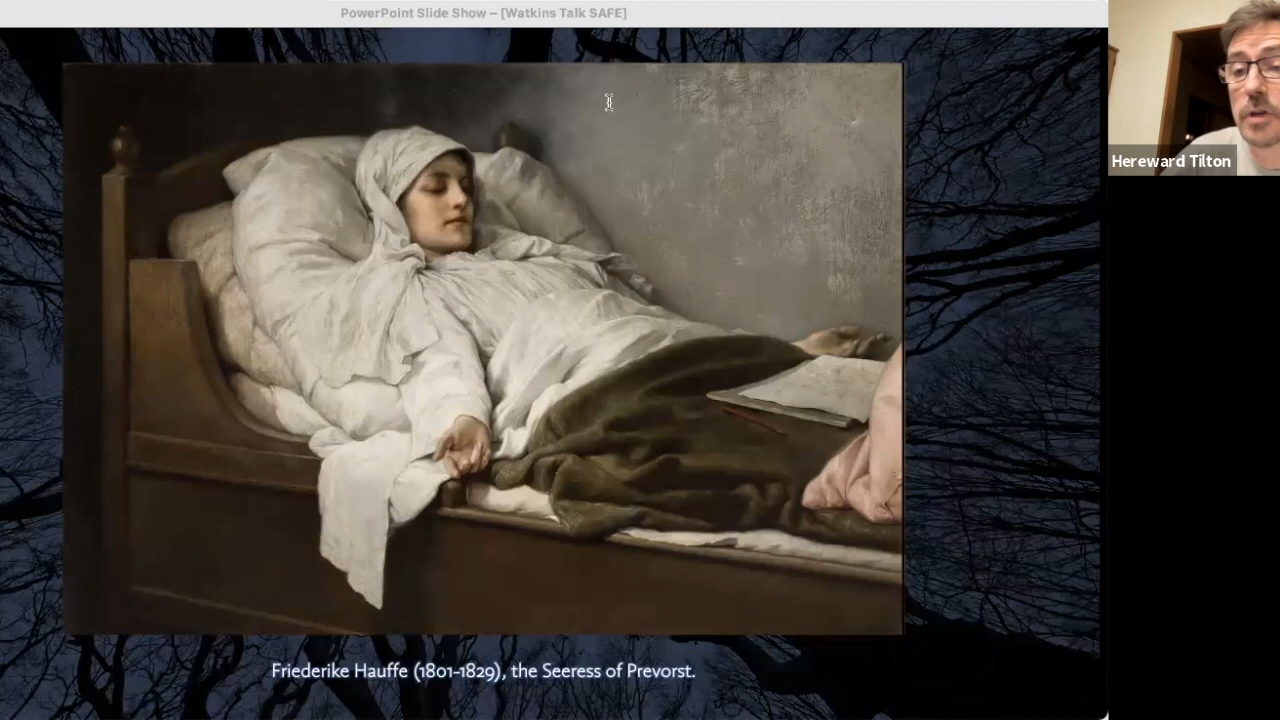 PowerPoint Slide Show – [Watkins Talk SAFE]
Hereward Tilton
Friederike Hauffe (1801-1829), the Seeress of Prevorst.